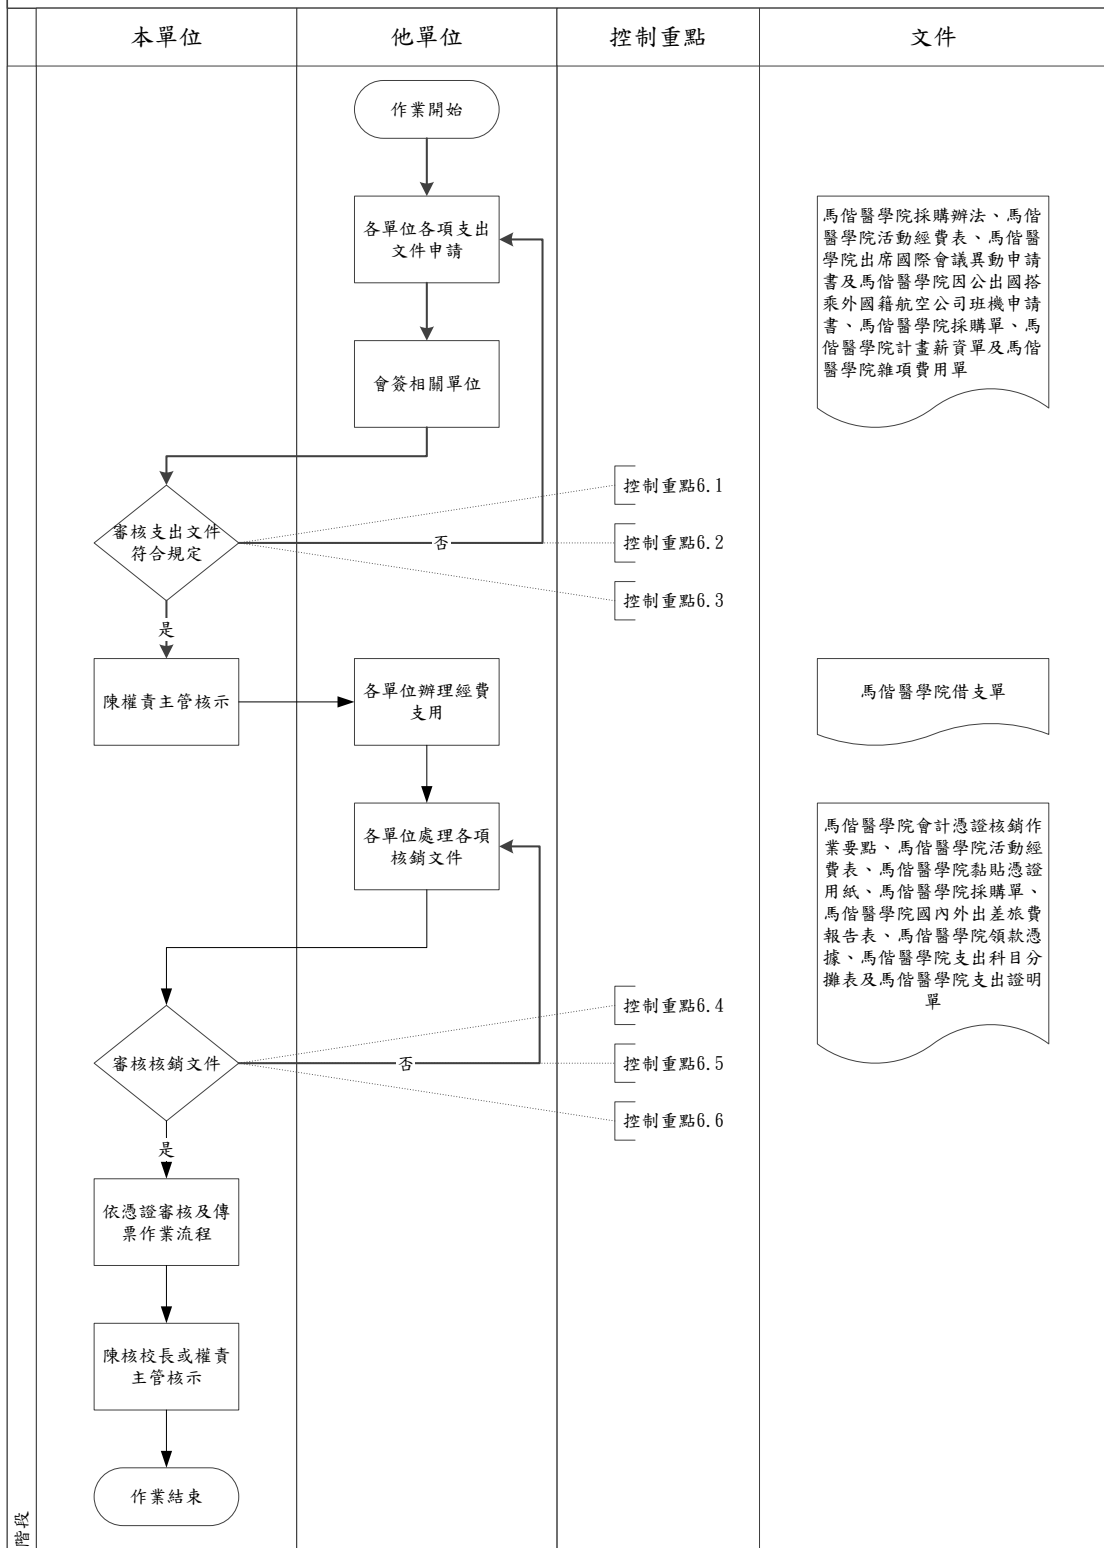 本單位
他單位
控制重點
文件
作業開始
各單位各項支出
文件申請
馬偕醫學院採購辦法、馬偕
醫學院活動經費表、馬偕醫
學院出席國際會議異動申請
書及馬偕醫學院因公出國搭
乘外國籍航空公司班機申請
書、馬偕醫學院採購單、馬
偕醫學院計畫薪資單及馬偕
醫學院雜項費用單
會簽相關單位
控制重點6.1
審核支出文件
符合規定
否
控制重點6.2
控制重點6.3
是
陳權責主管核示
各單位辦理經費
支用
馬偕醫學院借支單
各單位處理各項
核銷文件
馬偕醫學院會計憑證核銷作
業要點、馬偕醫學院活動經
費表、馬偕醫學院黏貼憑證
用紙、馬偕醫學院採購單、
馬偕醫學院國內外出差旅費
報告表、馬偕醫學院領款憑
據、馬偕醫學院支出科目分
攤表及馬偕醫學院支出證明
單
控制重點6.4
審核核銷文件
否
控制重點6.5
控制重點6.6
是
依憑證審核及傳
票作業流程
陳核校長或權責
主管核示
作業結束
階段